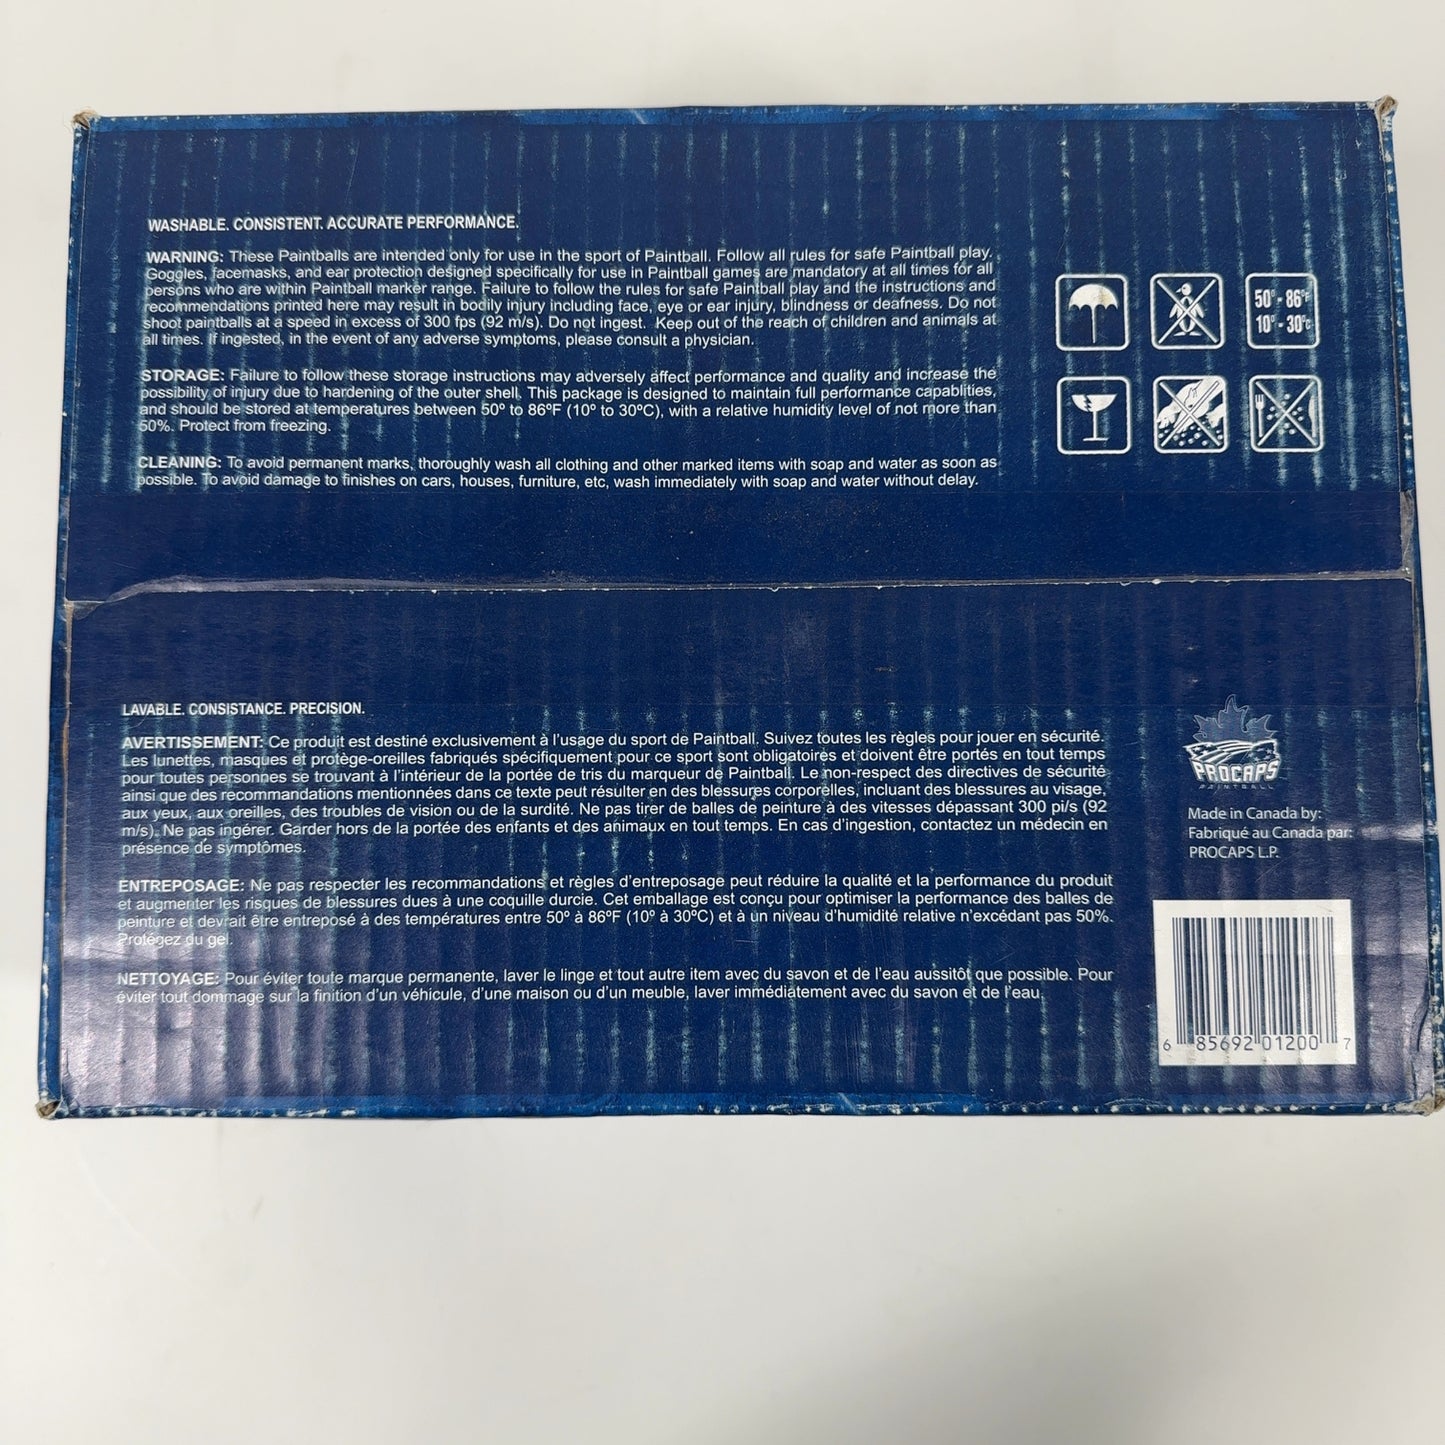 WASHABLE. CONSISTENT. ACCURATE PERFORMANCE.
WARNING: These Paintballs are intended only for use in the sport of Paintball. Follow all rules for safe Paintball play.
Goggles, facemasks, and ear protection designed specifically for use in Paintball games are mandatory at all times for all
persons who are within Paintball marker range. Failure to follow the rules for safe Paintball play and the instructions and
recommendations printed here may result in bodily injury including face, eye or ear injury, blindness or deafness. Do not
shoot paintballs at a speed in excess of 300 fps (92 m/s). Do not ingest. Keep out of the reach of children and animals at
all times. If ingested, in the event of any adverse symptoms, please consult a physician.
STORAGE: Failure to follow these storage instructions may adversely affect performance and quality and increase the
possibility of injury due to hardening of the outer shell. This package is designed to maintain full performance capablities,
and should be stored at temperatures between 50º to 86ºF (10º to 30ºC), with a relative humidity level of not more than
50%. Protect from freezing.
CLEANING: To avoid permanent marks, thoroughly wash all clothing and other marked items with soap and water as soon as
possible. To avoid damage to finishes on cars, houses, furniture, etc, wash immediately with soap and water without delay.
50º - 86ºF
10º - 30ºC
LAVABLE. CONSISTANCE. PRECISION.
AVERTISSEMENT: Ce produit est destiné exclusivement à l'usage du sport de Paintball. Suivez toutes les règles pour jouer en sécurité.
Les lunettes, masques et protège-oreilles fabriqués spécifiquement pour ce sport sont obligatoires et doivent être portés en tout temps
pour toutes personnes se trouvant à l'intérieur de la portée de tris du marqueur de Paintball. Le non-respect des directives de sécurité
ainsi que des recommandations mentionnées dans ce texte peut résulter en des blessures corporelles, incluant des blessures au visage,
aux yeux, aux oreilles, des troubles de vision ou de la surdité. Ne pas tirer de balles de peinture à des vitesses dépassant 300 pi/s (92
m/s). Ne pas ingérer. Garder hors de la portée des enfants et des animaux en tout temps. En cas d'ingestion, contactez un médecin en
présence de symptômes.
ENTREPOSAGE: Ne pas respecter les recommandations et règles d'entreposage peut réduire la qualité et la performance du produit
et augmenter les risques de blessures dues à une coquille durcie. Cet emballage est conçu pour optimiser la performance des balles de
peinture et devrait être entreposé à des températures entre 50º à 86ºF (10º à 30ºC) et à un niveau d'humidité relative n'excédant pas 50%.
Protégez du gel.
NETTOYAGE: Pour éviter toute marque permanente, laver le linge et tout autre item avec du savon et de l'eau aussitôt que possible. Pour
éviter tout dommage sur la finition d'un véhicule, d'une maison ou d'un meuble, laver immédiatement avec du savon et de l'eau.
PROCAPS
PAINTBALL
Made in Canada by:
Fabriqué au Canada par:
PROCAPS L.P.
6 85692 01200 7